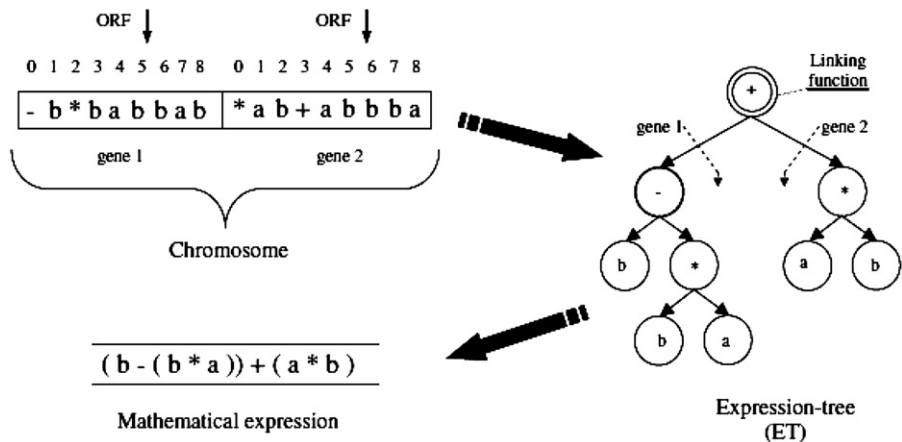 ORF ORF
0 1 2 3 4 5 6 7 8 0 1 2 3 4 5 6 7 8
- b * b a b b a b * a b + a b b b a
gene 1 gene 2
Chromosome
( b - ( b * a )) + ( a * b )
Mathematical expression
Linking
function
+
gene 1 gene 2
- *
b * a b
b a
Expression-tree
(ET)